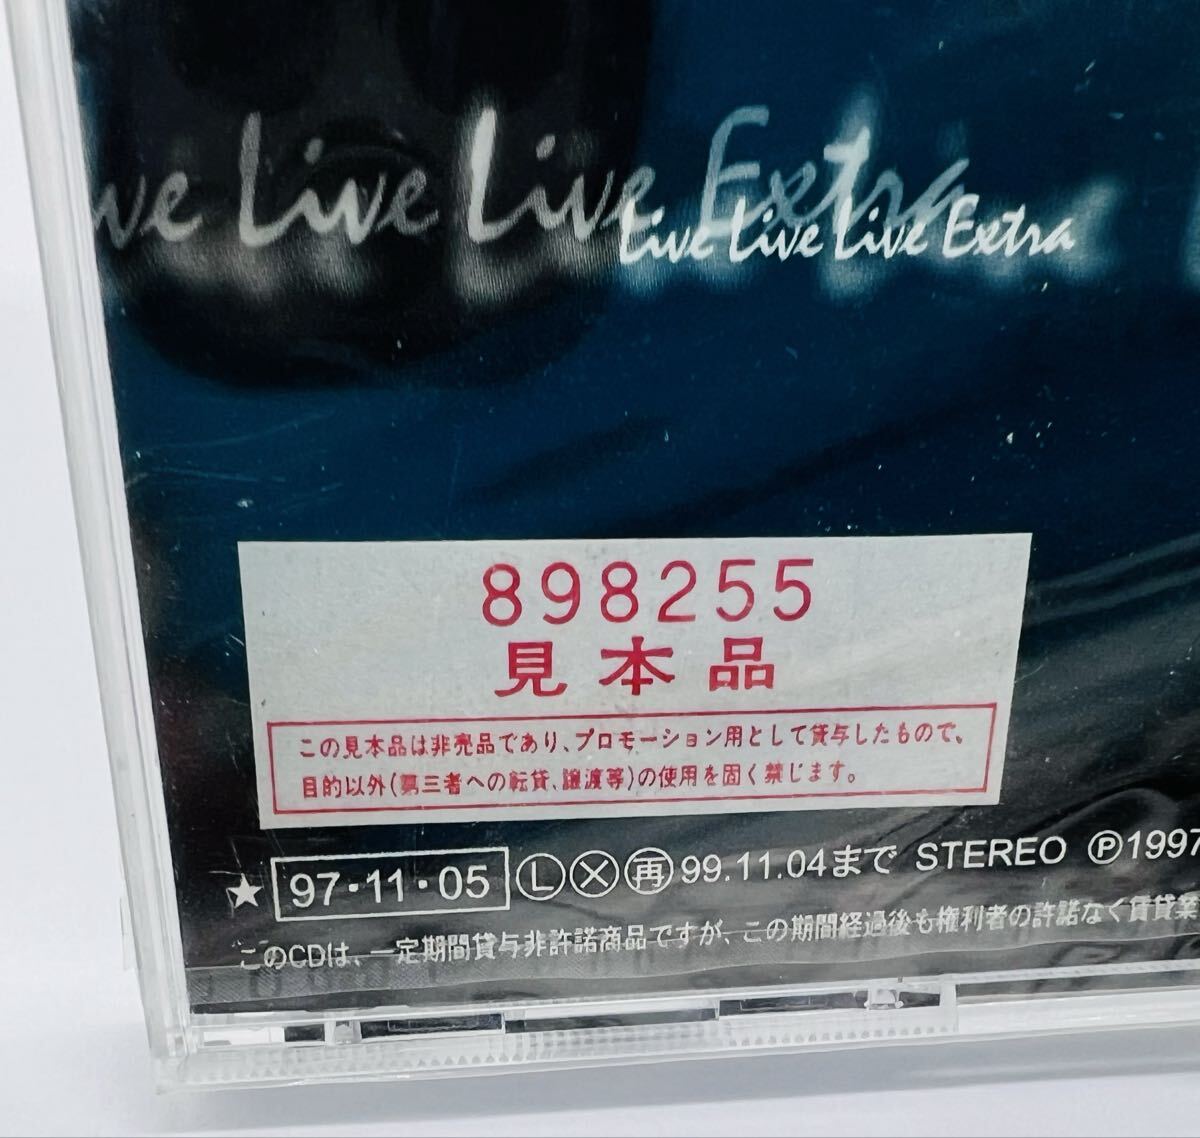 Live Live Extra
Live Live Live Extra
898255
見本品
この見本品は非売品であり、プロモーション用として貸与したもので、
目的以外(第三者への転貸、譲渡等)の使用を固く禁じます。
★ 97・11・05 Ⓛ Ⓧ ㊢ 99.11.04まで STEREO Ⓟ1997
このCDは、一定期間貸与非許諾商品ですが、この期間経過後も権利者の許諾なく賃貸業